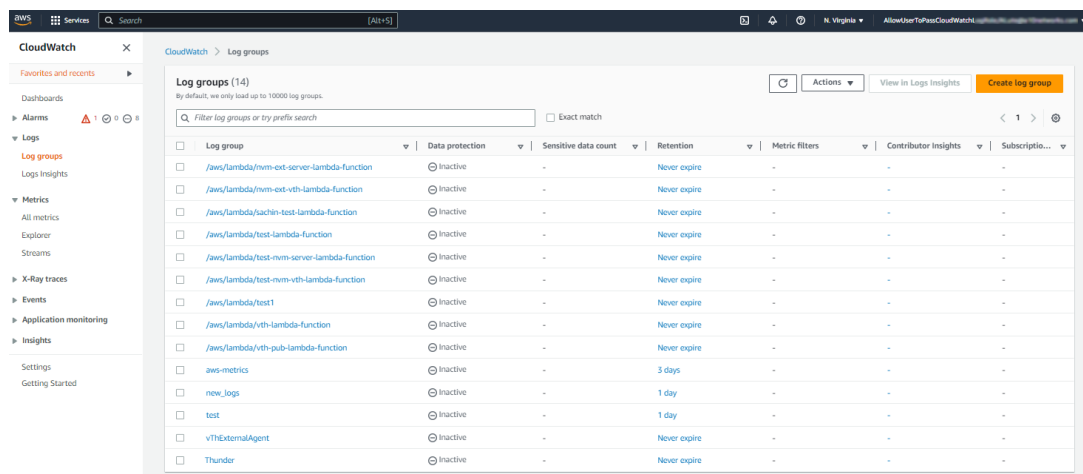 aws
Services
Search
[Alt+S]
N. Virginia
AllowUserToPassCloudWatchL
CloudWatch
Favorites and recents
Dashboards
Alarms 1 0 8
Logs
Log groups
Logs Insights
Metrics
All metrics
Explorer
Streams
X-Ray traces
Events
Application monitoring
Insights
Settings
Getting Started
CloudWatch > Log groups
Log groups (14)
By default, we only load up to 10000 log groups.
Actions
View in Logs Insights
Create log group
Filter log groups or try prefix search
Exact match
1
Log group Data protection Sensitive data count Retention Metric filters Contributor Insights Subscriptio...
/aws/lambda/nvm-ext-server-lambda-function Inactive - Never expire - - -
/aws/lambda/nvm-ext-vth-lambda-function Inactive - Never expire - - -
/aws/lambda/sachin-test-lambda-function Inactive - Never expire - - -
/aws/lambda/test-lambda-function Inactive - Never expire - - -
/aws/lambda/test-nvm-server-lambda-function Inactive - Never expire - - -
/aws/lambda/test-nvm-vth-lambda-function Inactive - Never expire - - -
/aws/lambda/test1 Inactive - Never expire - - -
/aws/lambda/vth-lambda-function Inactive - Never expire - - -
/aws/lambda/vth-pub-lambda-function Inactive - Never expire - - -
aws-metrics Inactive - 3 days - - -
new_logs Inactive - 1 day - - -
test Inactive - 1 day - - -
vThExternalAgent Inactive - Never expire - - -
Thunder Inactive - Never expire - - -